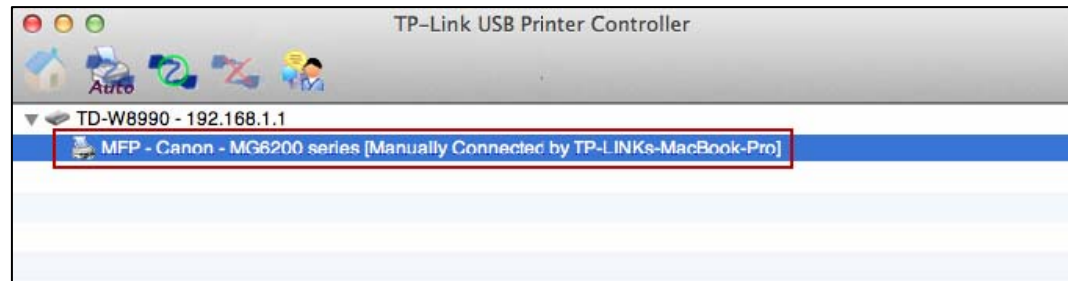 TP-Link USB Printer Controller
Auto
TD-W8990 - 192.168.1.1
MFP - Canon - MG6200 series [Manually Connected by TP-LINKs-MacBook-Pro]